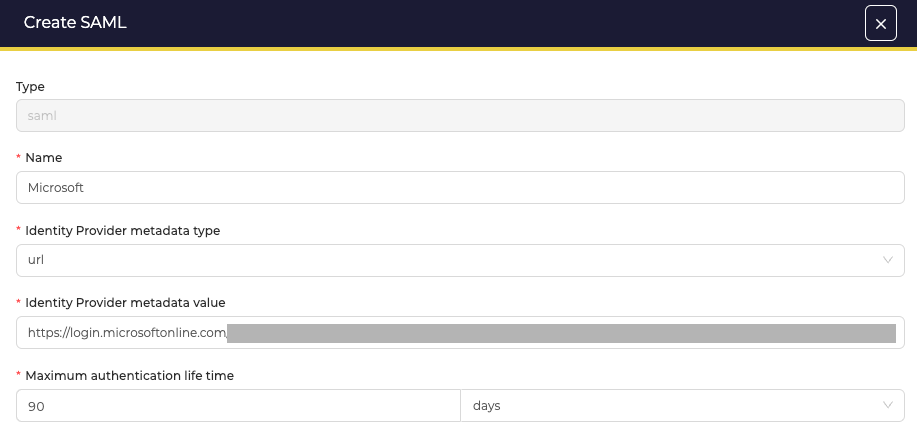 Create SAML
Type
saml
* Name
Microsoft
* Identity Provider metadata type
url
* Identity Provider metadata value
https://login.microsoftonline.com/
* Maximum authentication life time
90 days